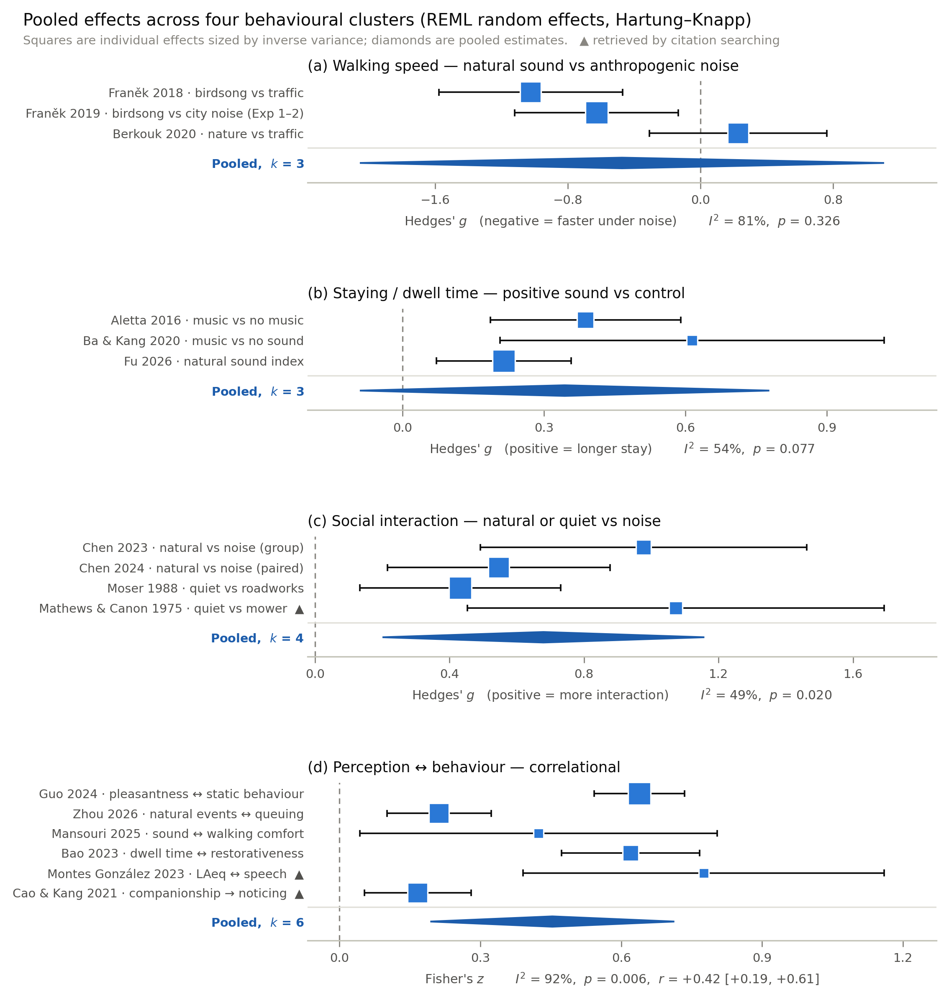 Pooled effects across four behavioural clusters (REML random effects, Hartung–Knapp)
Squares are individual effects sized by inverse variance; diamonds are pooled estimates. ▲ retrieved by citation searching
(a) Walking speed — natural sound vs anthropogenic noise
Franěk 2018 · birdsong vs traffic
Franěk 2019 · birdsong vs city noise (Exp 1–2)
Berkouk 2020 · nature vs traffic
Pooled, k = 3
−1.6 −0.8 0.0 0.8
Hedges' g (negative = faster under noise) I² = 81%, p = 0.326
(b) Staying / dwell time — positive sound vs control
Aletta 2016 · music vs no music
Ba & Kang 2020 · music vs no sound
Fu 2026 · natural sound index
Pooled, k = 3
0.0 0.3 0.6 0.9
Hedges' g (positive = longer stay) I² = 54%, p = 0.077
(c) Social interaction — natural or quiet vs noise
Chen 2023 · natural vs noise (group)
Chen 2024 · natural vs noise (paired)
Moser 1988 · quiet vs roadworks
Mathews & Canon 1975 · quiet vs mower ▲
Pooled, k = 4
0.0 0.4 0.8 1.2 1.6
Hedges' g (positive = more interaction) I² = 49%, p = 0.020
(d) Perception ↔ behaviour — correlational
Guo 2024 · pleasantness ↔ static behaviour
Zhou 2026 · natural events ↔ queuing
Mansouri 2025 · sound ↔ walking comfort
Bao 2023 · dwell time ↔ restorativeness
Montes González 2023 · LAeq ↔ speech ▲
Cao & Kang 2021 · companionship → noticing ▲
Pooled, k = 6
0.0 0.3 0.6 0.9 1.2
Fisher's z I² = 92%, p = 0.006, r = +0.42 [+0.19, +0.61]